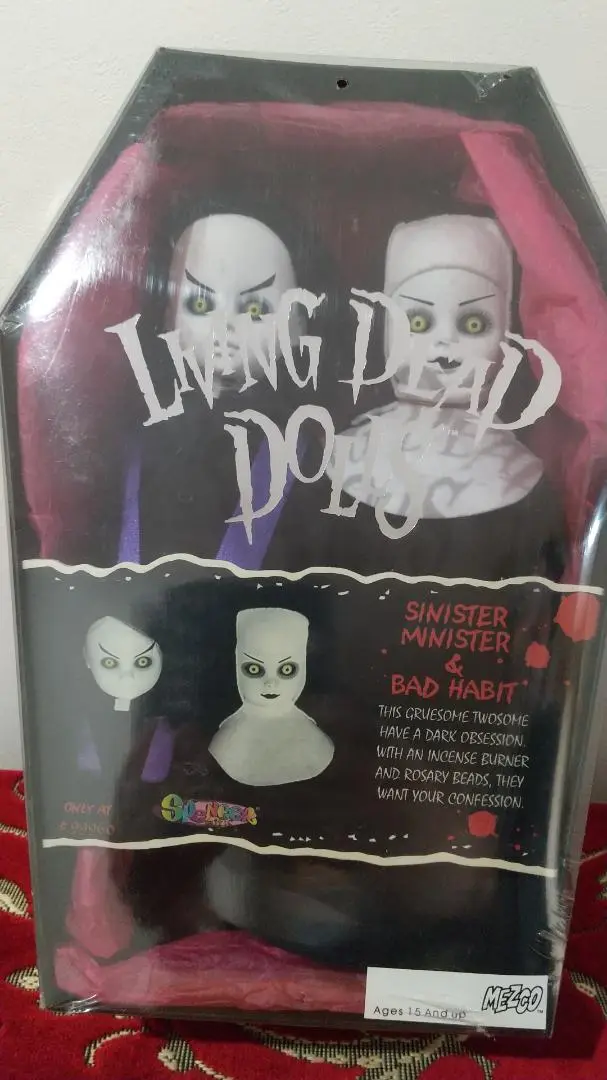 LIVING DEAD
DOLLS
SINISTER
MINISTER
&
BAD HABIT
THIS GRUESOME TWOSOME
HAVE A DARK OBSESSION.
WITH AN INCENSE BURNER
AND ROSARY BEADS, THEY
WANT YOUR CONFESSION.
ONLY AT
Ages 15 And up
MEZCO™